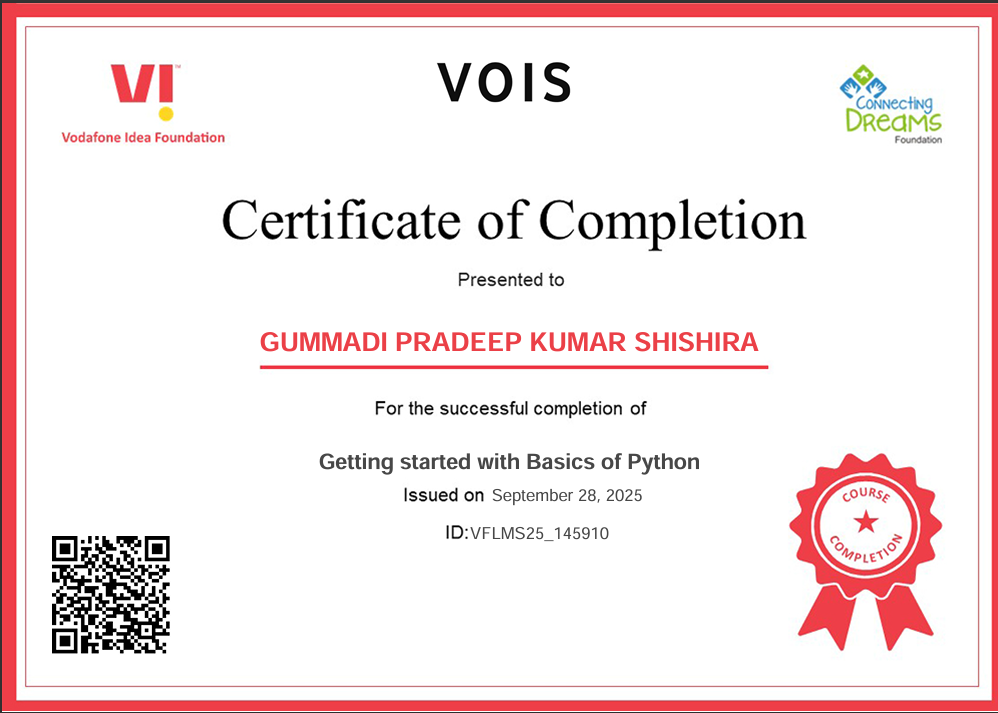 VI™
Vodafone Idea Foundation
VOIS
Connecting
Dreams
Foundation
Certificate of Completion
Presented to
GUMMADI PRADEEP KUMAR SHISHIRA
For the successful completion of
Getting started with Basics of Python
Issued on September 28, 2025
ID:VFLMS25_145910
COURSE
COMPLETION